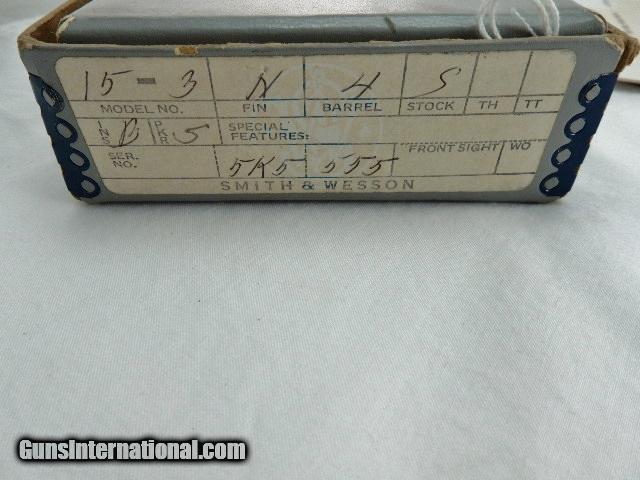 15-3 N 4 S
MODEL NO. FIN BARREL STOCK TH TT
INS PKR 5 SPECIAL FEATURES:
SER. NO. 5K5 555 FRONT SIGHT WO
SMITH & WESSON
GunsInternational.com